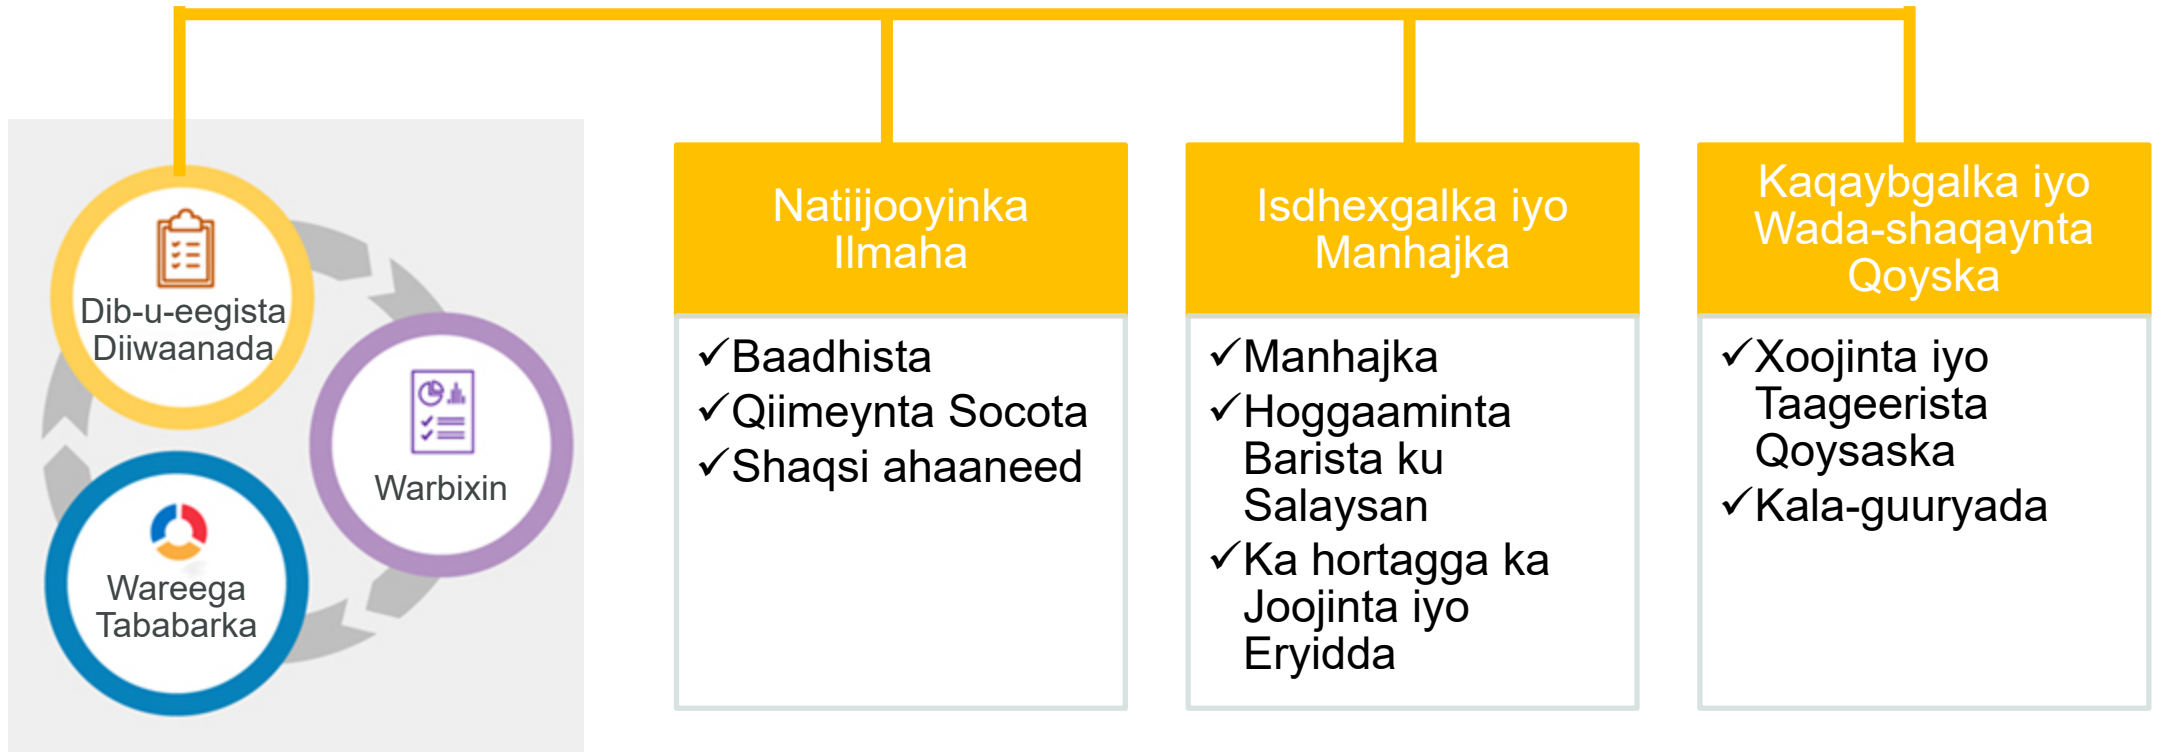 Dib-u-eegista
Diiwaanada
Warbixin
Wareega
Tababarka
Natiijooyinka
Ilmaha
✓Baadhista
✓Qiimeynta Socota
✓Shaqsi ahaaneed
Isdhexgalka iyo
Manhajka
✓Manhajka
✓Hoggaaminta
Barista ku
Salaysan
✓Ka hortagga ka
Joojinta iyo
Eryidda
Kaqaybgalka iyo
Wada-shaqaynta
Qoyska
✓Xoojinta iyo
Taageerista
Qoysaska
✓Kala-guuryada